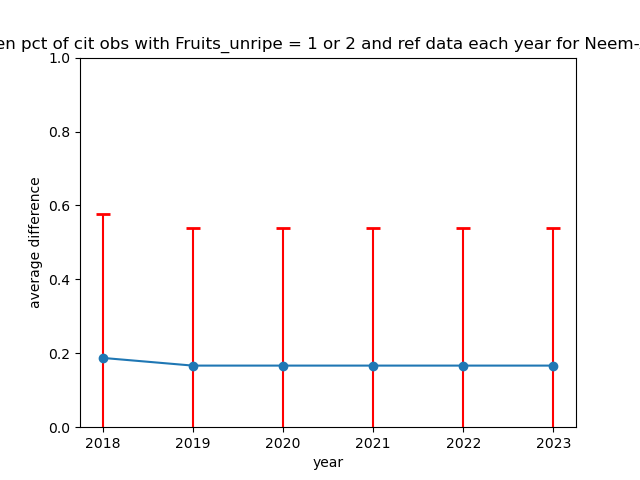 en pct of cit obs with Fruits_unripe = 1 or 2 and ref data each year for Neem-
1.0
0.8
0.6
0.4
0.2
0.0
average difference
2018 2019 2020 2021 2022 2023
year